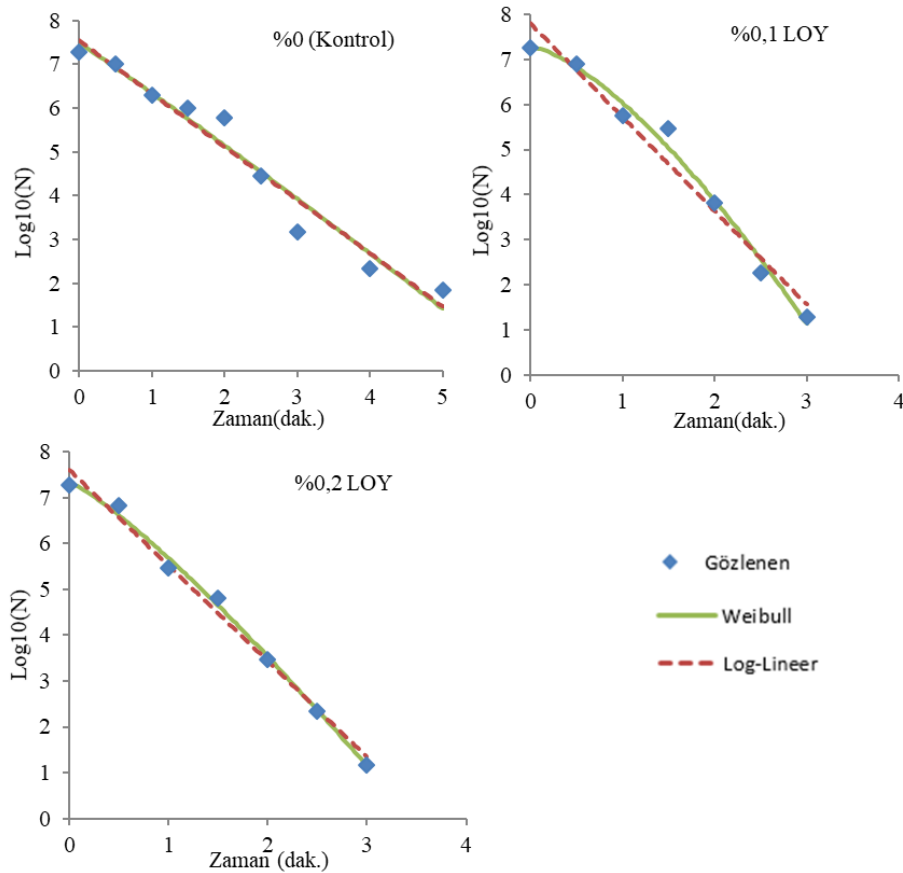 %0 (Kontrol)
Log10(N)
8
7
6
5
4
3
2
1
0
0 1 2 3 4 5
Zaman(dak.)
%0,1 LOY
Log10(N)
8
7
6
5
4
3
2
1
0
0 1 2 3 4
Zaman(dak.)
%0,2 LOY
Log10(N)
8
7
6
5
4
3
2
1
0
0 1 2 3 4
Zaman (dak.)
Gözlenen
Weibull
Log-Lineer